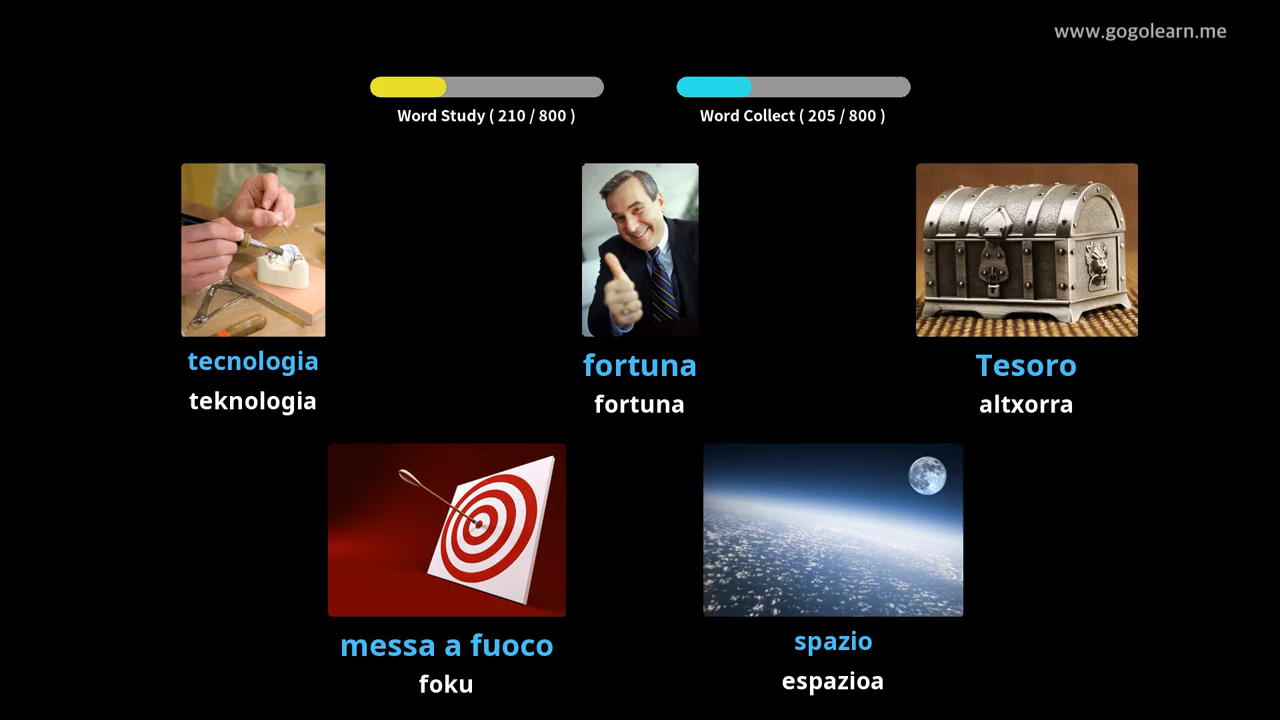 www.gogolearn.me
Word Study ( 210 / 800 )
Word Collect ( 205 / 800 )
tecnologia
teknologia
fortuna
fortuna
Tesoro
altxorra
messa a fuoco
foku
spazio
espazioa